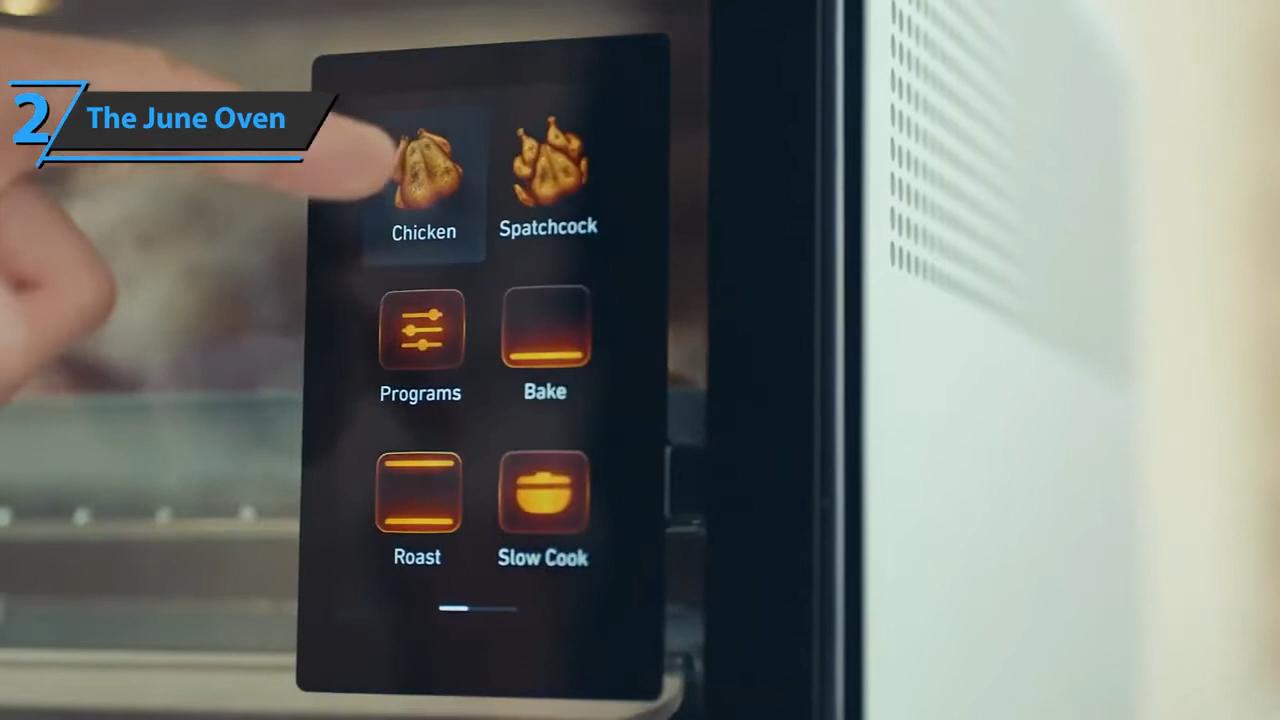 2
The June Oven
Chicken
Spatchcock
Programs
Bake
Roast
Slow Cook